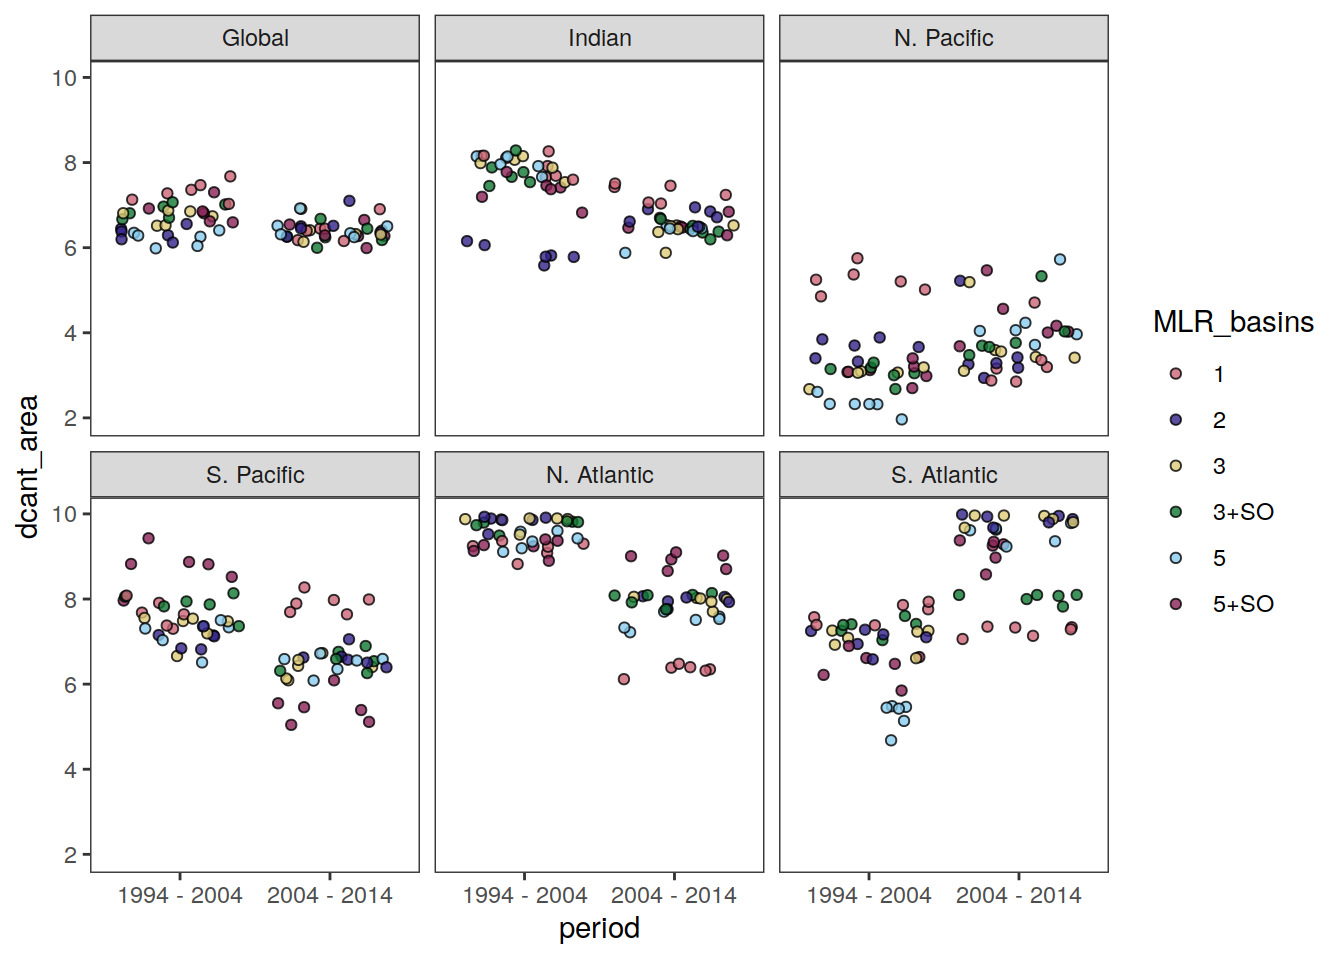 Global
Indian
N. Pacific
10
8
6
4
2
S. Pacific
N. Atlantic
S. Atlantic
10
8
6
4
2
dcant_area
1994 - 2004
2004 - 2014
1994 - 2004
2004 - 2014
1994 - 2004
2004 - 2014
period
MLR_basins
1
2
3
3+SO
5
5+SO